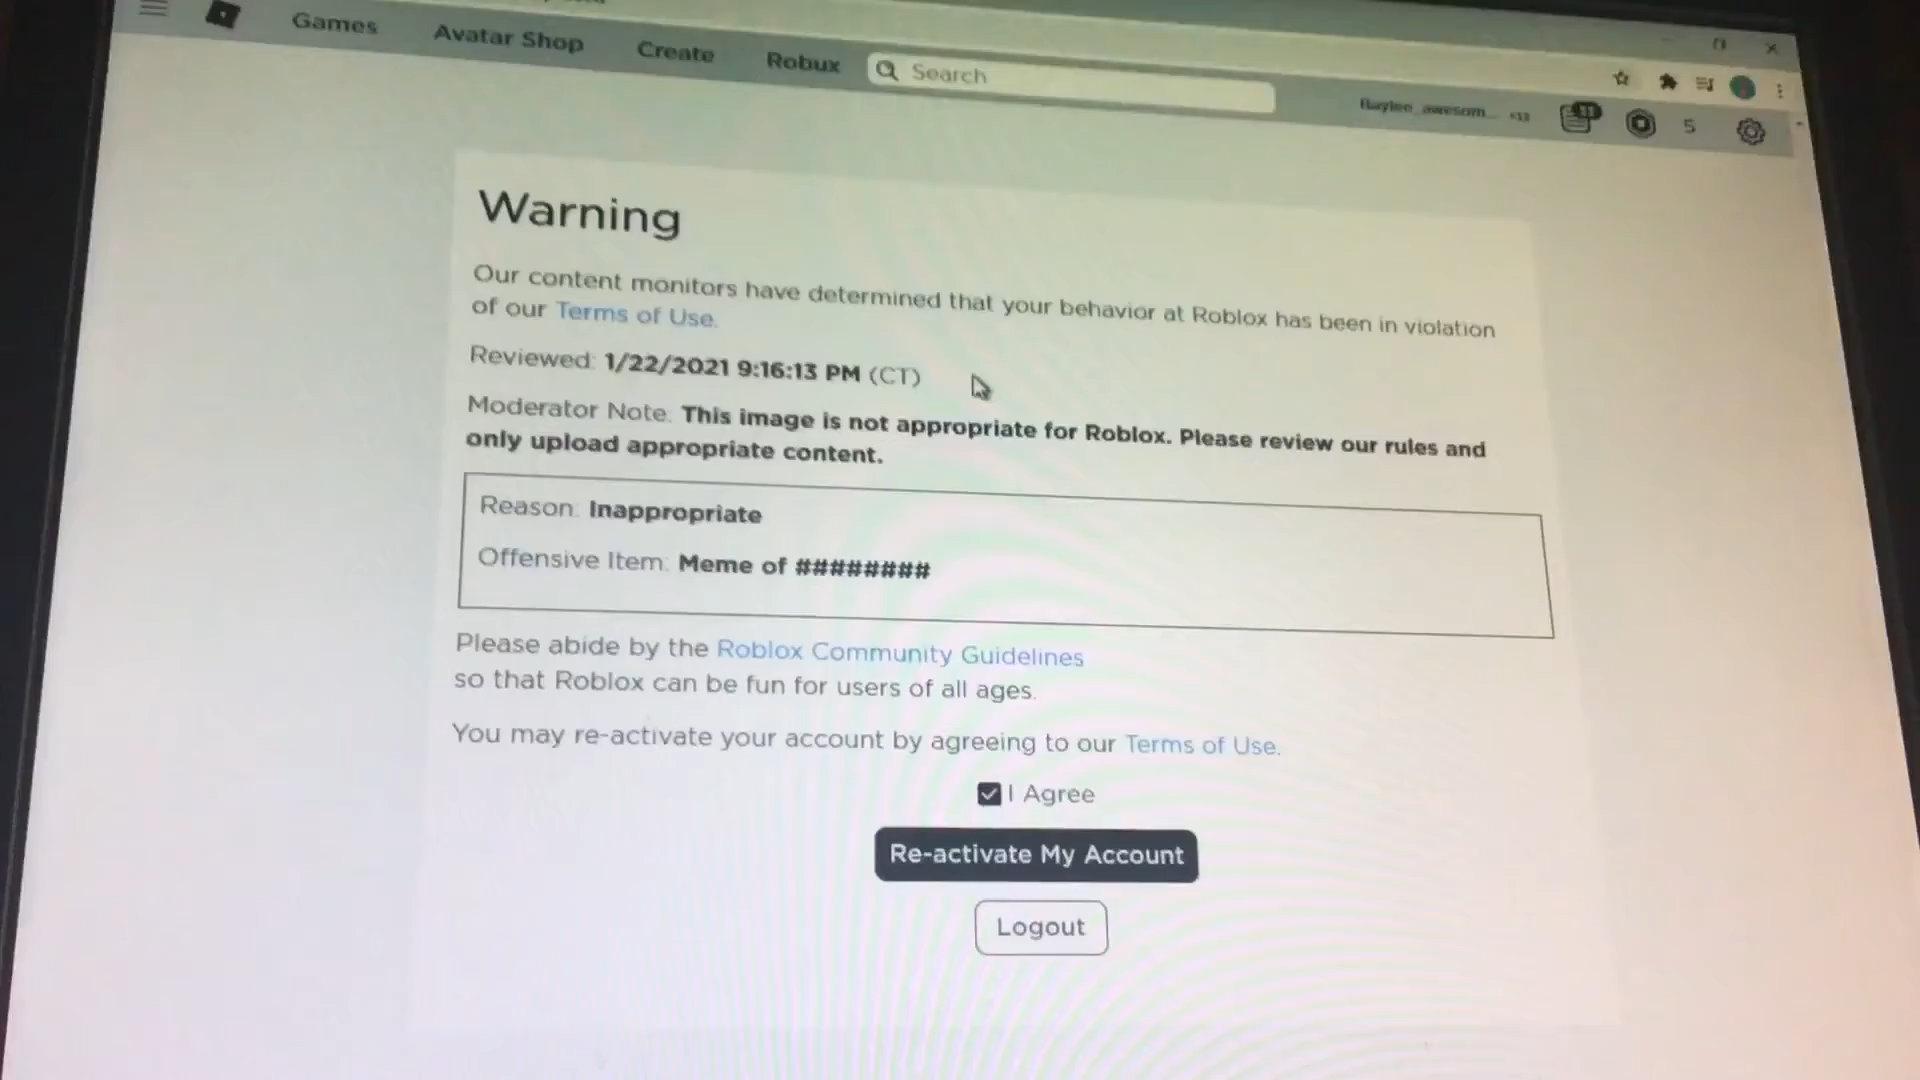 Games Avatar Shop Create Robux Search
<13 5
Warning
Our content monitors have determined that your behavior at Roblox has been in violation
of our Terms of Use.
Reviewed: 1/22/2021 9:16:13 PM (CT)
Moderator Note: This image is not appropriate for Roblox. Please review our rules and
only upload appropriate content.
Reason: Inappropriate
Offensive Item: Meme of ########
Please abide by the Roblox Community Guidelines
so that Roblox can be fun for users of all ages.
You may re-activate your account by agreeing to our Terms of Use.
I Agree
Re-activate My Account
Logout